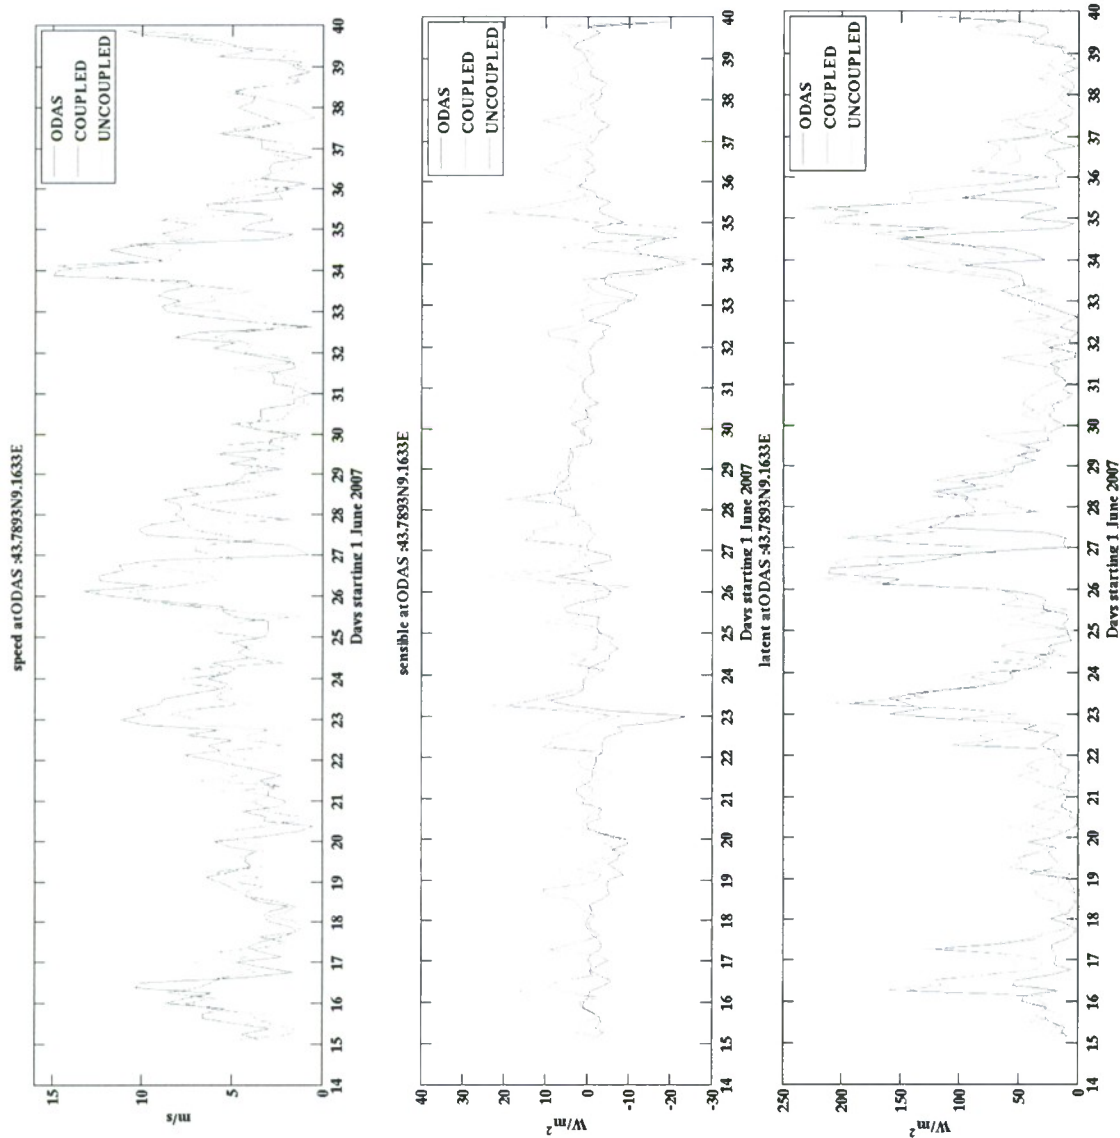 speed atODAS :43.7893N9.1633E
ODAS
COUPLED
UNCOUPLED
m/s
15
10
5
0
14 15 16 17 18 19 20 21 22 23 24 25 26 27 28 29 30 31 32 33 34 35 36 37 38 39 40
Days starting 1 June 2007
sensible atODAS :43.7893N9.1633E
ODAS
COUPLED
UNCOUPLED
W/m²
40
30
20
10
0
-10
-20
-30
14 15 16 17 18 19 20 21 22 23 24 25 26 27 28 29 30 31 32 33 34 35 36 37 38 39 40
Days starting 1 June 2007
latent atODAS :43.7893N9.1633E
ODAS
COUPLED
UNCOUPLED
W/m²
250
200
150
100
50
0
14 15 16 17 18 19 20 21 22 23 24 25 26 27 28 29 30 31 32 33 34 35 36 37 38 39 40
Days starting 1 June 2007